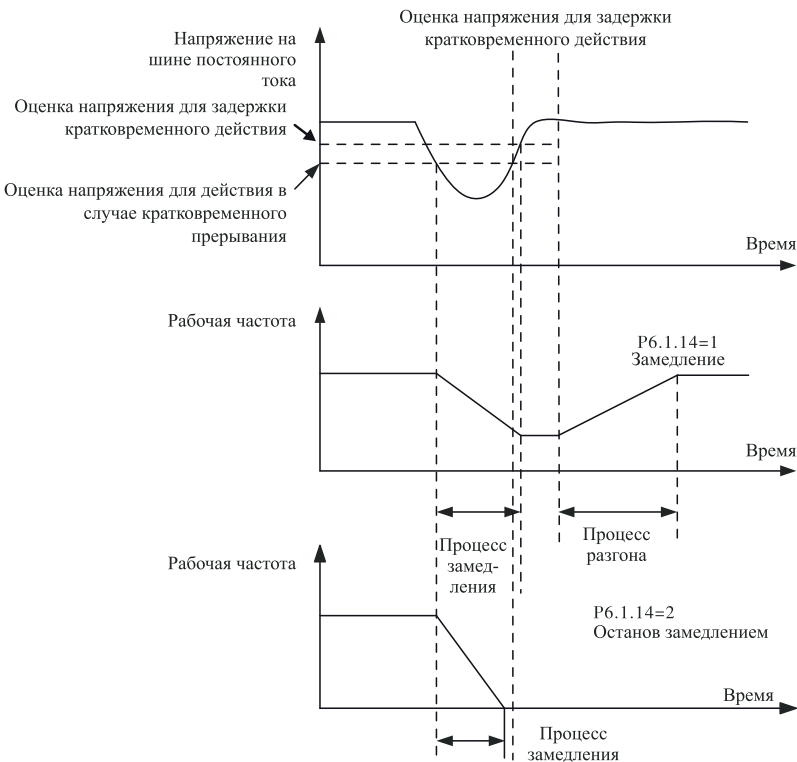 Оценка напряжения для задержки
кратковременного действия
Напряжение на
шине постоянного
тока
Оценка напряжения для задержки
кратковременного действия
Оценка напряжения для действия в
случае кратковременного
прерывания
Время
Рабочая частота
P6.1.14=1
Замедление
Время
Процесс
замед-
ления
Процесс
разгона
Рабочая частота
P6.1.14=2
Останов замедлением
Время
Процесс
замедления